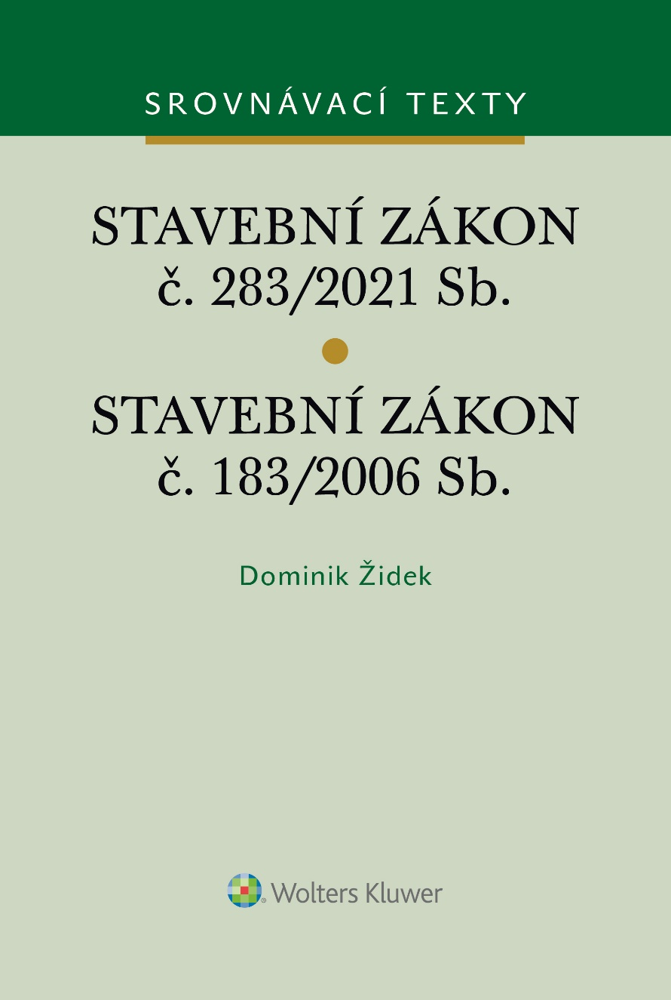 SROVNÁVACÍ TEXTY
STAVEBNÍ ZÁKON
č. 283/2021 Sb.
STAVEBNÍ ZÁKON
č. 183/2006 Sb.
Dominik Židek
® Wolters Kluwer